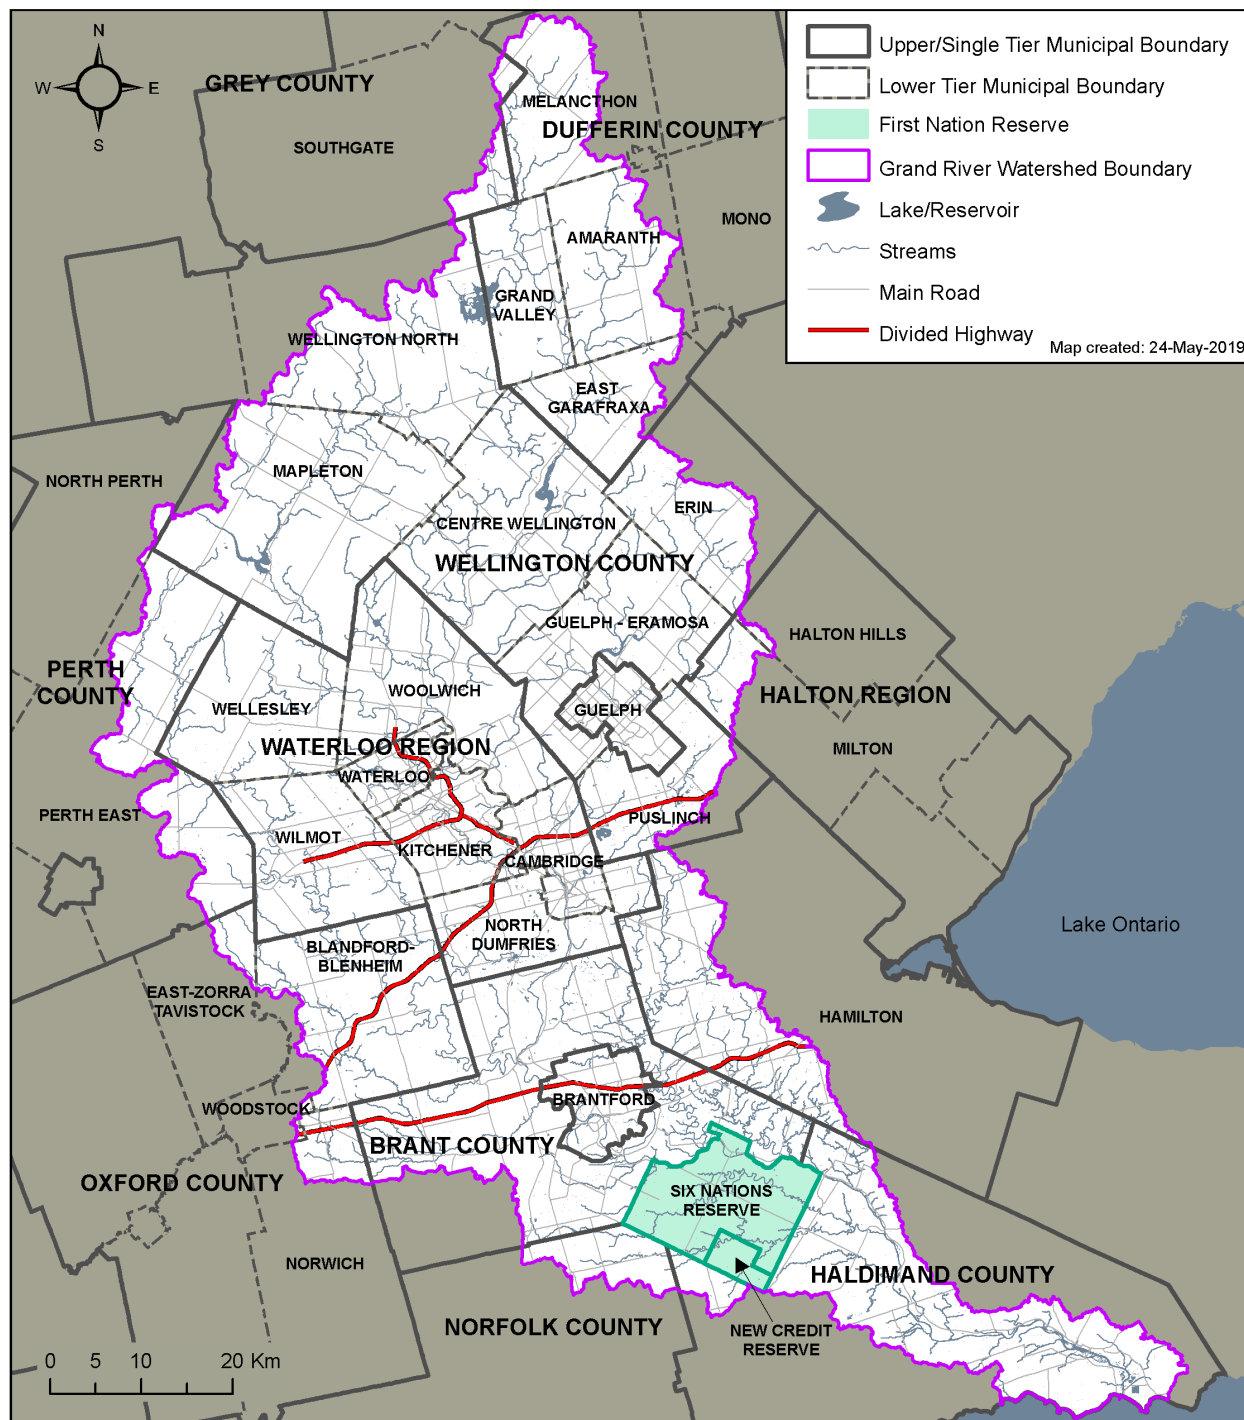 N
W
E
S
GREY COUNTY
SOUTHGATE
MELANCTHON
DUFFERIN COUNTY
MONO
AMARANTH
GRAND
VALLEY
WELLINGTON NORTH
EAST
GARAFRAXA
Upper/Single Tier Municipal Boundary
Lower Tier Municipal Boundary
First Nation Reserve
Grand River Watershed Boundary
Lake/Reservoir
Streams
Main Road
Divided Highway
Map created: 24-May-2019
NORTH PERTH
MAPLETON
CENTRE WELLINGTON
ERIN
WELLINGTON COUNTY
GUELPH - ERAMOSA
HALTON HILLS
PERTH
COUNTY
WELLESLEY
WOOLWICH
GUELPH
HALTON REGION
WATERLOO REGION
WATERLOO
MILTON
PERTH EAST
WILMOT
KITCHENER
PUSLINCH
CAMBRIDGE
NORTH
DUMFRIES
BLANDFORD-
BLENHEIM
Lake Ontario
EAST-ZORRA
TAVISTOCK
HAMILTON
WOODSTOCK
BRANTFORD
BRANT COUNTY
OXFORD COUNTY
SIX NATIONS
RESERVE
NORWICH
HALDIMAND COUNTY
NORFOLK COUNTY
NEW CREDIT
RESERVE
0 5 10 20 Km